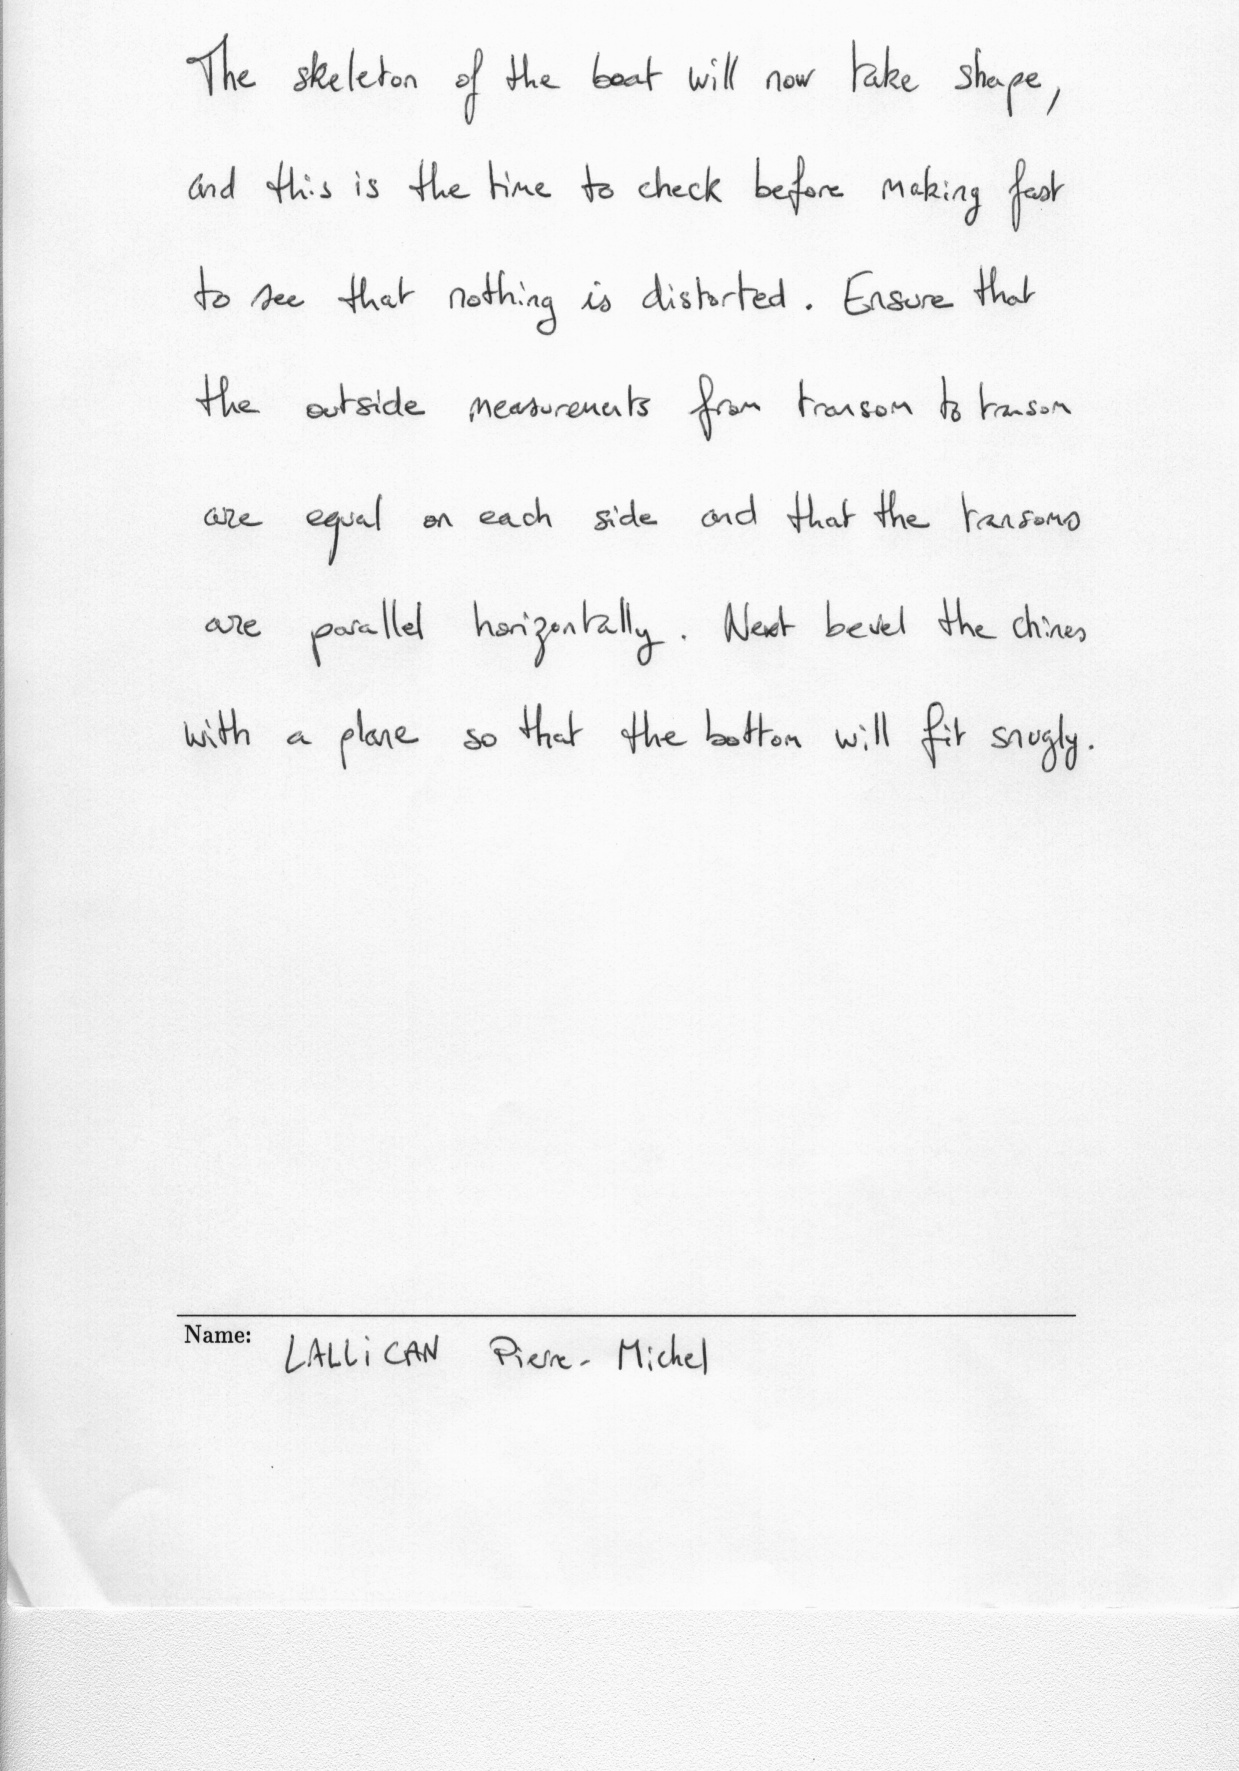 The skeleton of the boat will now take shape,
and this is the time to check before making fast
to see that nothing is distorted. Ensure that
the outside measurements from transom to transom
are equal on each side and that the transoms
are parallel horizontally. Next bevel the chines
with a plane so that the bottom will fit snugly.
Name: LALLiCAN Pierre-Michel